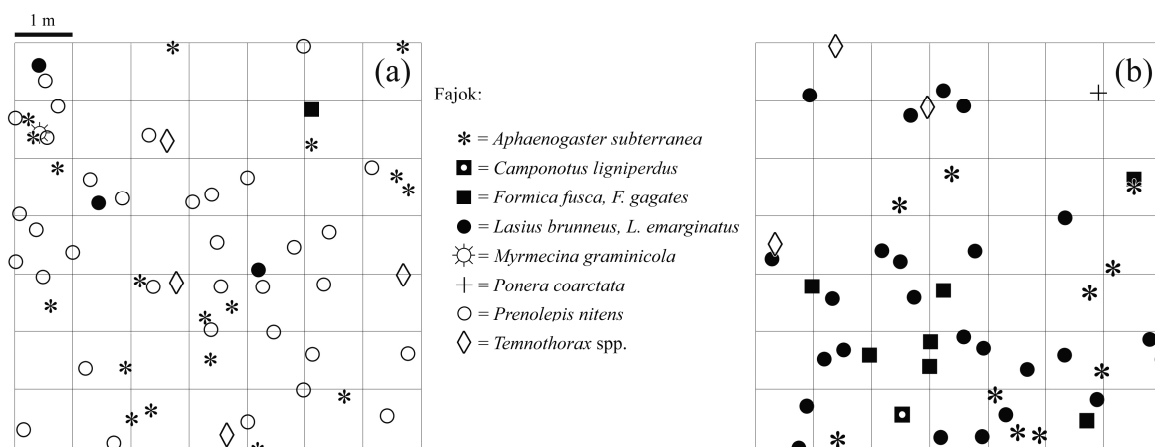 1 m
(a)
Fajok:
= Aphaenogaster subterranea
= Camponotus ligniperdus
= Formica fusca, F. gagates
= Lasius brunneus, L. emarginatus
= Myrmecina graminicola
= Ponera coarctata
= Prenolepis nitens
= Temnothorax spp.
(b)